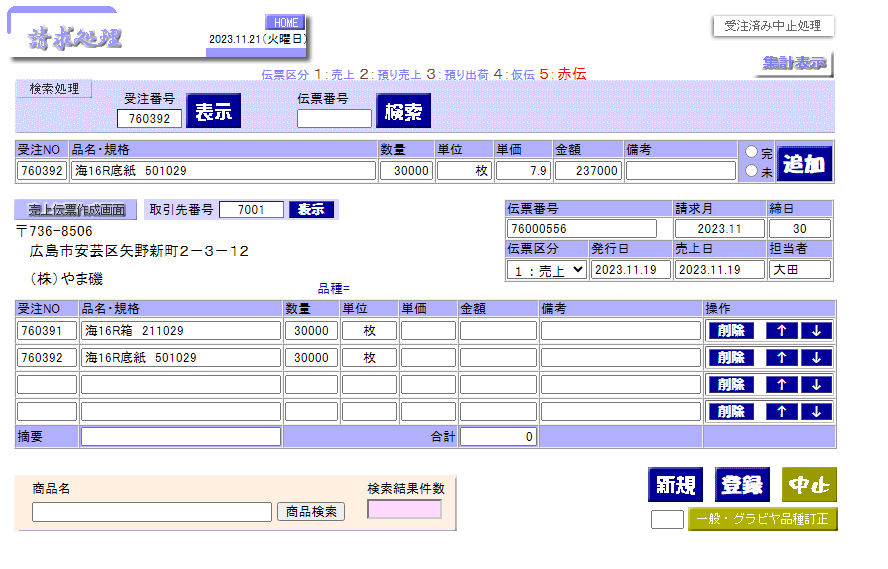 請求処理 HOME
2023.11.21(火曜日)
受注済み中止処理
集計表示
伝票区分 1:売上 2:預り売上 3:預り出荷 4:仮伝 5:赤伝
検索処理
受注番号 760392 表示 伝票番号 検索
受注NO 品名・規格 数量 単位 単価 金額 備考
760392 海16R底紙 501029 30000 枚 7.9 237000 完 未 追加
売上伝票作成画面 取引先番号 7001 表示
〒736-8506
広島市安芸区矢野新町2－3－12
(株)やま磯
品種=
伝票番号 請求月 締日
76000556 2023.11 30
伝票区分 発行日 売上日 担当者
1:売上 2023.11.19 2023.11.19 大田
受注NO 品名・規格 数量 単位 単価 金額 備考 操作
760391 海16R箱 211029 30000 枚 削除 ↑ ↓
760392 海16R底紙 501029 30000 枚 削除 ↑ ↓
削除 ↑ ↓
削除 ↑ ↓
摘要 合計 0
商品名 検索結果件数
商品検索
新規 登録 中止
一般・グラビヤ品種訂正